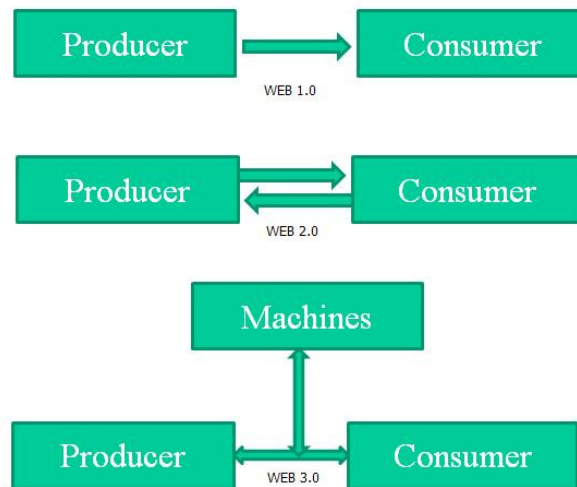 Producer
Consumer
WEB 1.0
Producer
Consumer
WEB 2.0
Machines
Producer
Consumer
WEB 3.0